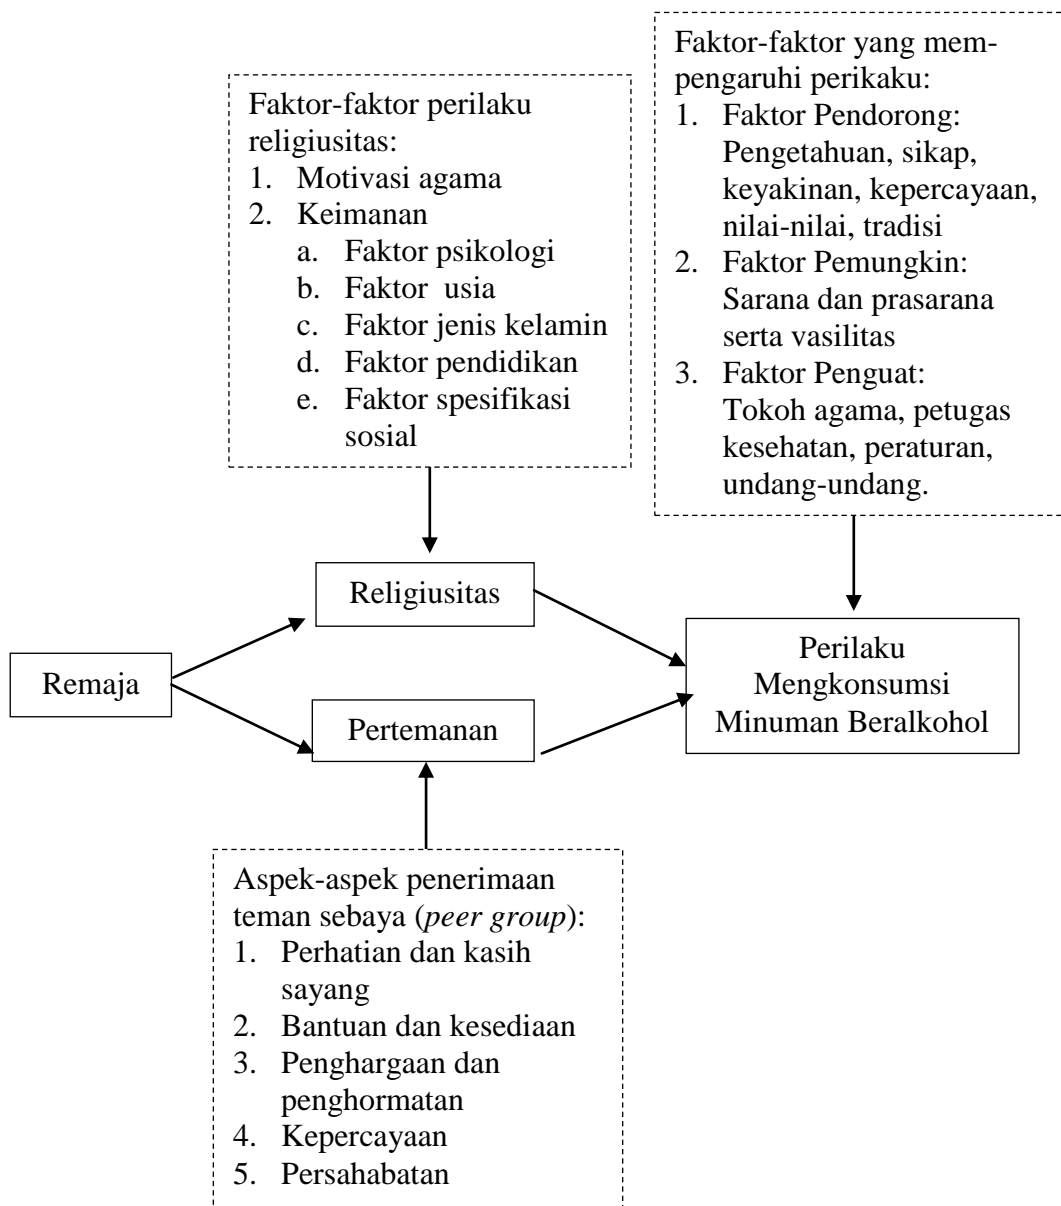 Faktor-faktor yang mem-
pengaruhi perikaku:
1. Faktor Pendorong:
Pengetahuan, sikap,
keyakinan, kepercayaan,
nilai-nilai, tradisi
2. Faktor Pemungkin:
Sarana dan prasarana
serta vasilitas
3. Faktor Penguat:
Tokoh agama, petugas
kesehatan, peraturan,
undang-undang.
Faktor-faktor perilaku
religiusitas:
1. Motivasi agama
2. Keimanan
a. Faktor psikologi
b. Faktor usia
c. Faktor jenis kelamin
d. Faktor pendidikan
e. Faktor spesifikasi
sosial
Religiusitas
Remaja
Pertemanan
Perilaku
Mengkonsumsi
Minuman Beralkohol
Aspek-aspek penerimaan
teman sebaya (peer group):
1. Perhatian dan kasih
sayang
2. Bantuan dan kesediaan
3. Penghargaan dan
penghormatan
4. Kepercayaan
5. Persahabatan